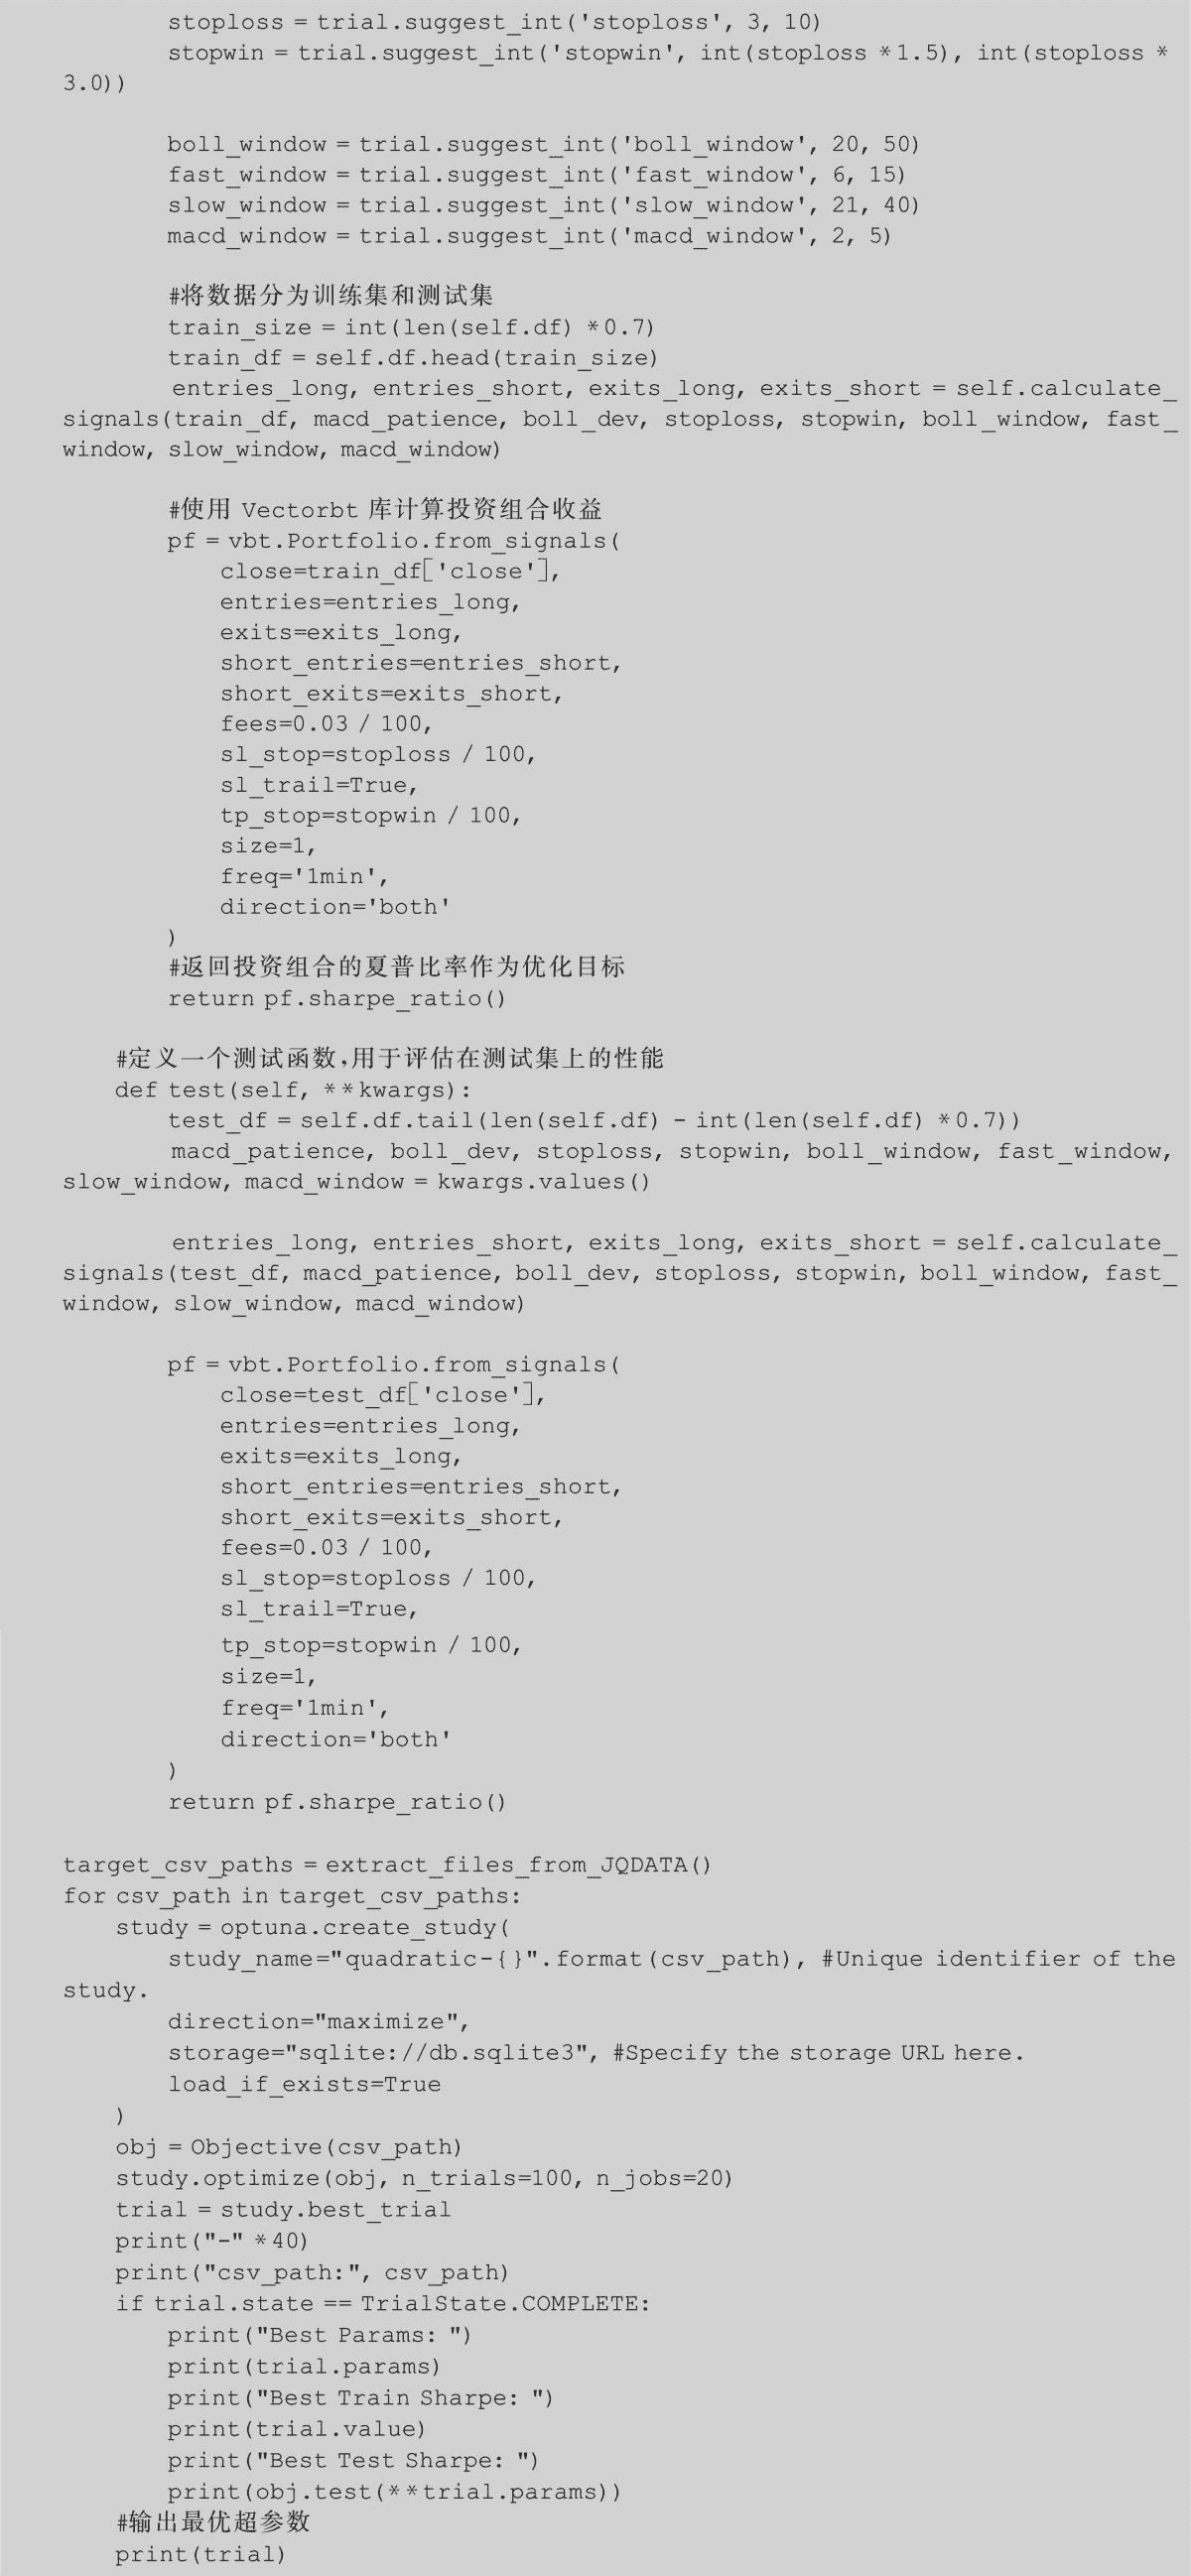 stoploss = trial.suggest_int('stoploss', 3, 10)
stopwin = trial.suggest_int('stopwin', int(stoploss *1.5), int(stoploss *
3.0))
boll_window = trial.suggest_int('boll_window', 20, 50)
fast_window = trial.suggest_int('fast_window', 6, 15)
slow_window = trial.suggest_int('slow_window', 21, 40)
macd_window = trial.suggest_int('macd_window', 2, 5)
#将数据分为训练集和测试集
train_size = int(len(self.df) *0.7)
train_df = self.df.head(train_size)
entries_long, entries_short, exits_long, exits_short = self.calculate_
signals(train_df, macd_patience, boll_dev, stoploss, stopwin, boll_window, fast_
window, slow_window, macd_window)
#使用 Vectorbt 库计算投资组合收益
pf = vbt.Portfolio.from_signals(
close=train_df['close'],
entries=entries_long,
exits=exits_long,
short_entries=entries_short,
short_exits=exits_short,
fees=0.03 / 100,
sl_stop=stoploss / 100,
sl_trail=True,
tp_stop=stopwin / 100,
size=1,
freq='1min',
direction='both'
)
#返回投资组合的夏普比率作为优化目标
return pf.sharpe_ratio()
#定义一个测试函数,用于评估在测试集上的性能
def test(self, **kwargs):
test_df = self.df.tail(len(self.df) - int(len(self.df) *0.7))
macd_patience, boll_dev, stoploss, stopwin, boll_window, fast_window,
slow_window, macd_window = kwargs.values()
entries_long, entries_short, exits_long, exits_short = self.calculate_
signals(test_df, macd_patience, boll_dev, stoploss, stopwin, boll_window, fast_
window, slow_window, macd_window)
pf = vbt.Portfolio.from_signals(
close=test_df['close'],
entries=entries_long,
exits=exits_long,
short_entries=entries_short,
short_exits=exits_short,
fees=0.03 / 100,
sl_stop=stoploss / 100,
sl_trail=True,
tp_stop=stopwin / 100,
size=1,
freq='1min',
direction='both'
)
return pf.sharpe_ratio()
target_csv_paths = extract_files_from_JQDATA()
for csv_path in target_csv_paths:
study = optuna.create_study(
study_name="quadratic-{}".format(csv_path), #Unique identifier of the
study.
direction="maximize",
storage="sqlite://db.sqlite3", #Specify the storage URL here.
load_if_exists=True
)
obj = Objective(csv_path)
study.optimize(obj, n_trials=100, n_jobs=20)
trial = study.best_trial
print("-" *40)
print("csv_path:", csv_path)
if trial.state == TrialState.COMPLETE:
print("Best Params: ")
print(trial.params)
print("Best Train Sharpe: ")
print(trial.value)
print("Best Test Sharpe: ")
print(obj.test(**trial.params))
#输出最优超参数
print(trial)